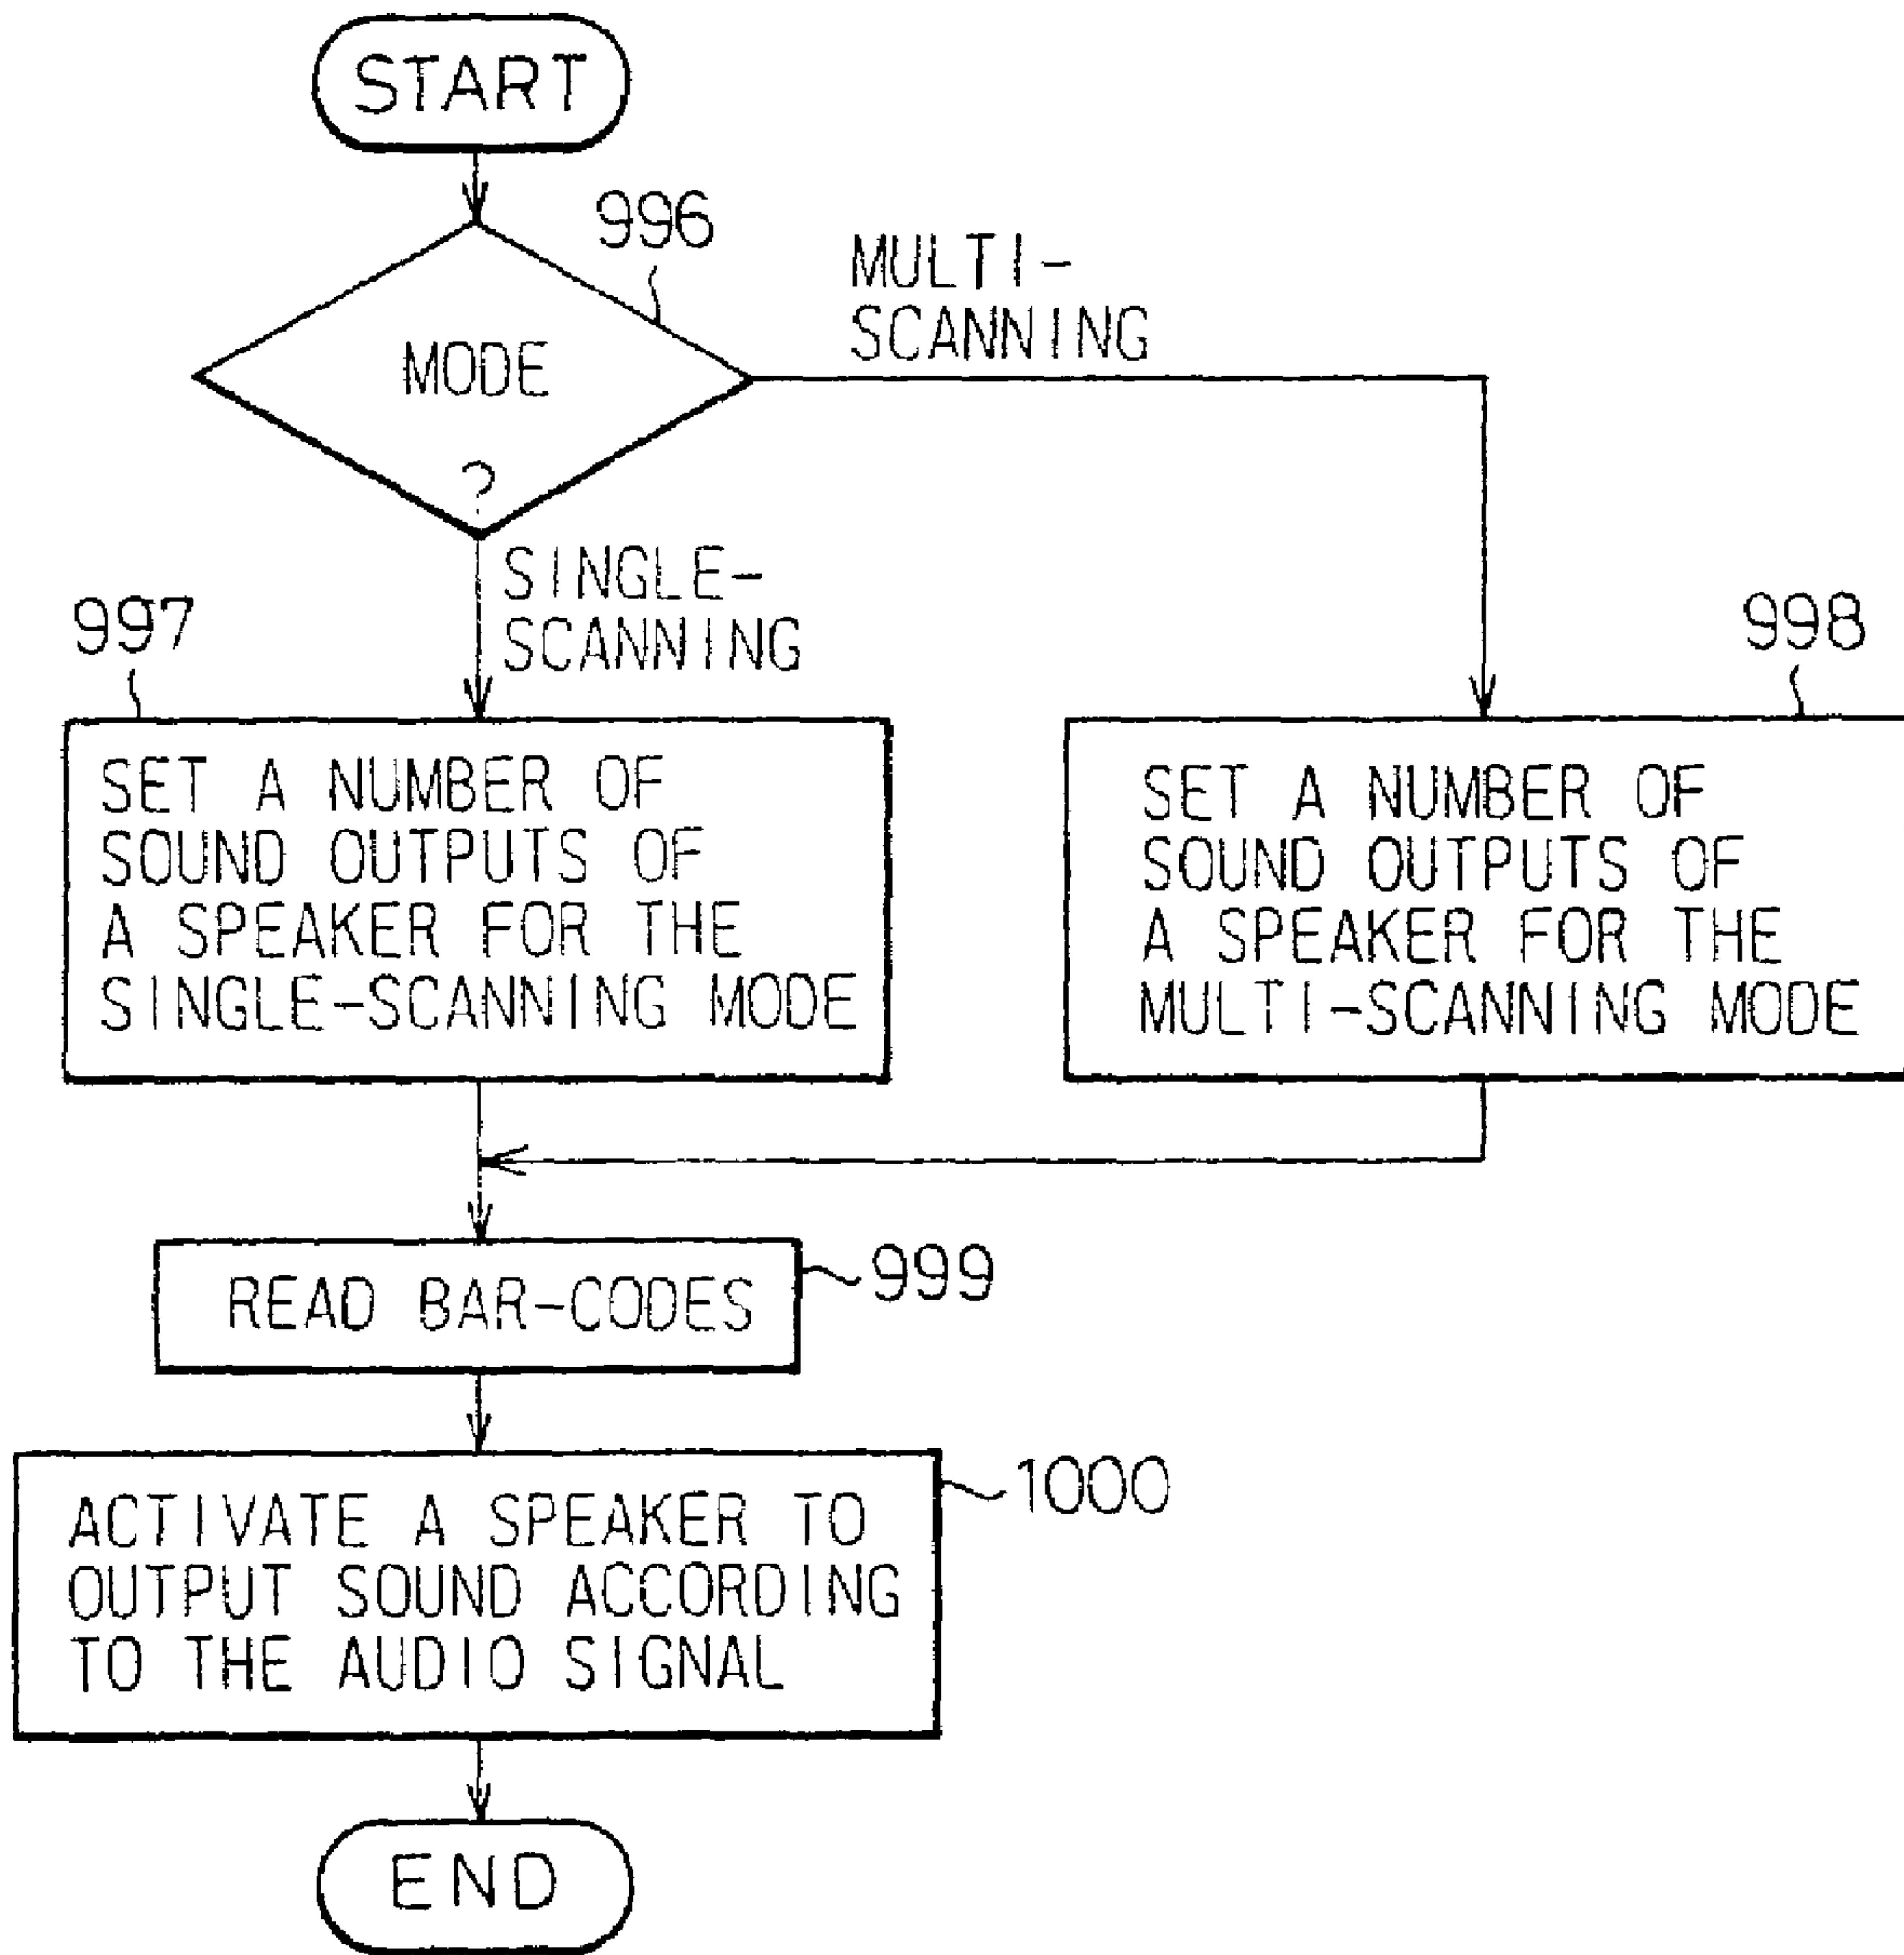 START
996
MULTI-
SCANNING
MODE
?
SINGLE-
SCANNING
997
998
SET A NUMBER OF
SOUND OUTPUTS OF
A SPEAKER FOR THE
SINGLE-SCANNING MODE
SET A NUMBER OF
SOUND OUTPUTS OF
A SPEAKER FOR THE
MULTI-SCANNING MODE
READ BAR-CODES
999
ACTIVATE A SPEAKER TO
OUTPUT SOUND ACCORDING
TO THE AUDIO SIGNAL
1000
END